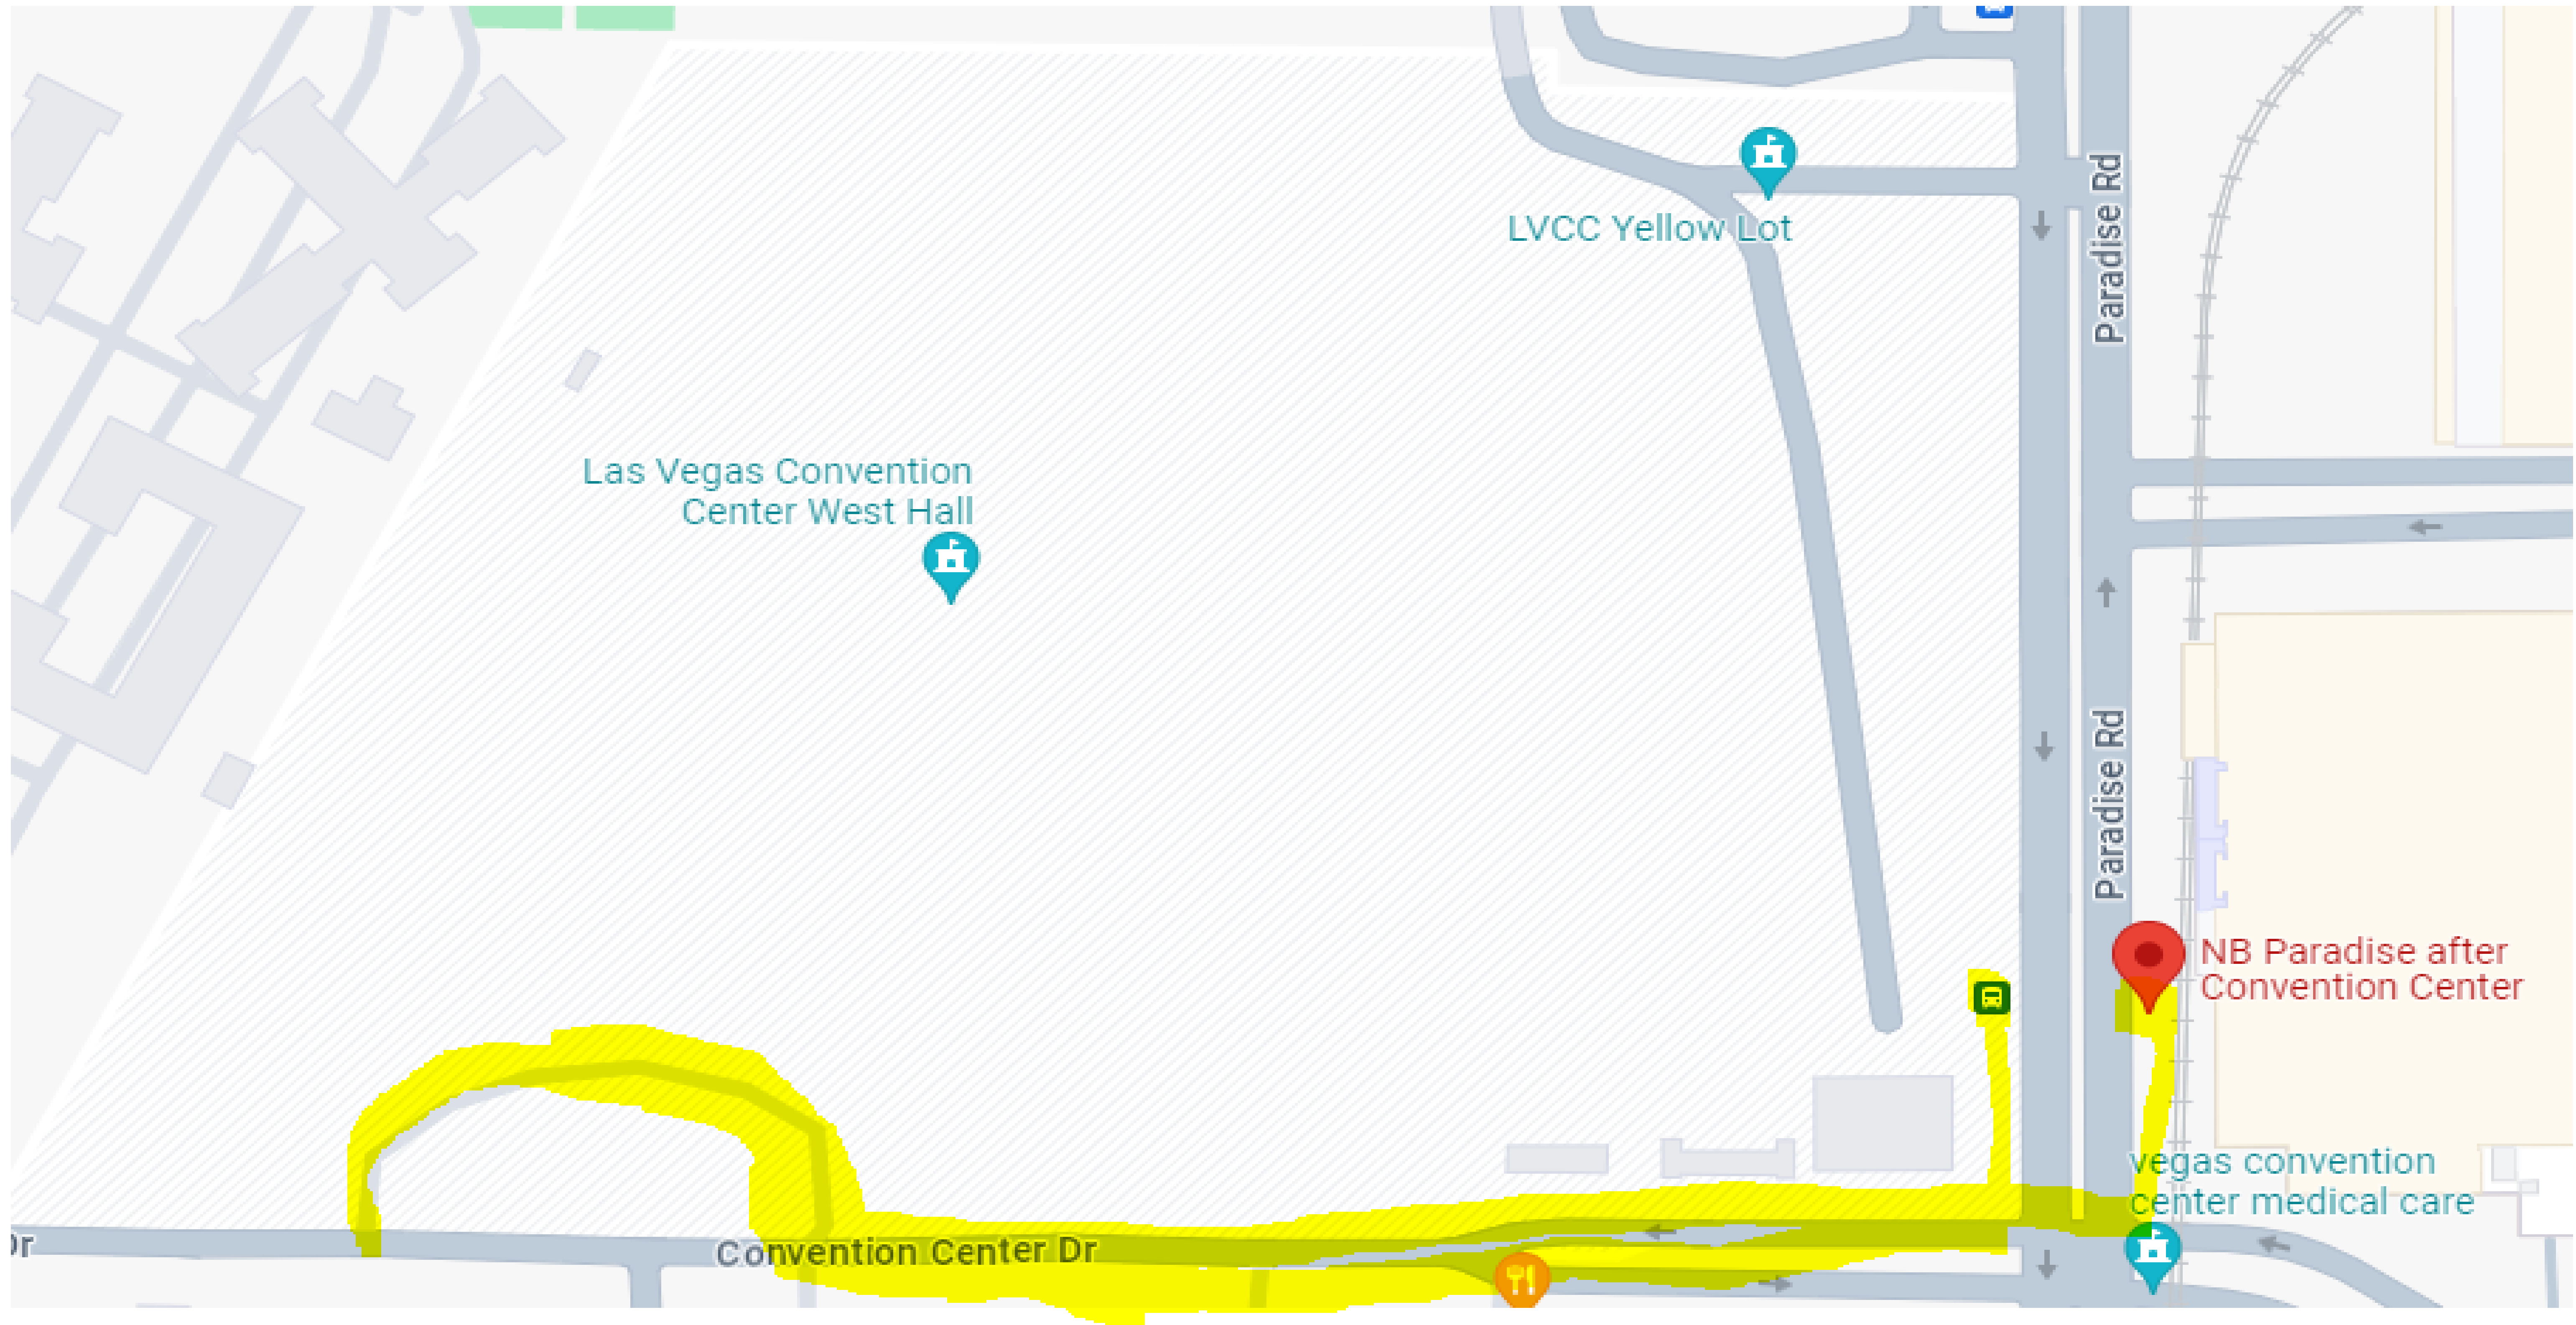 Paradise Rd
LVCC Yellow Lot
Las Vegas Convention
Center West Hall
Paradise Rd
NB Paradise after
Convention Center
vegas convention
center medical care
Dr
Convention Center Dr